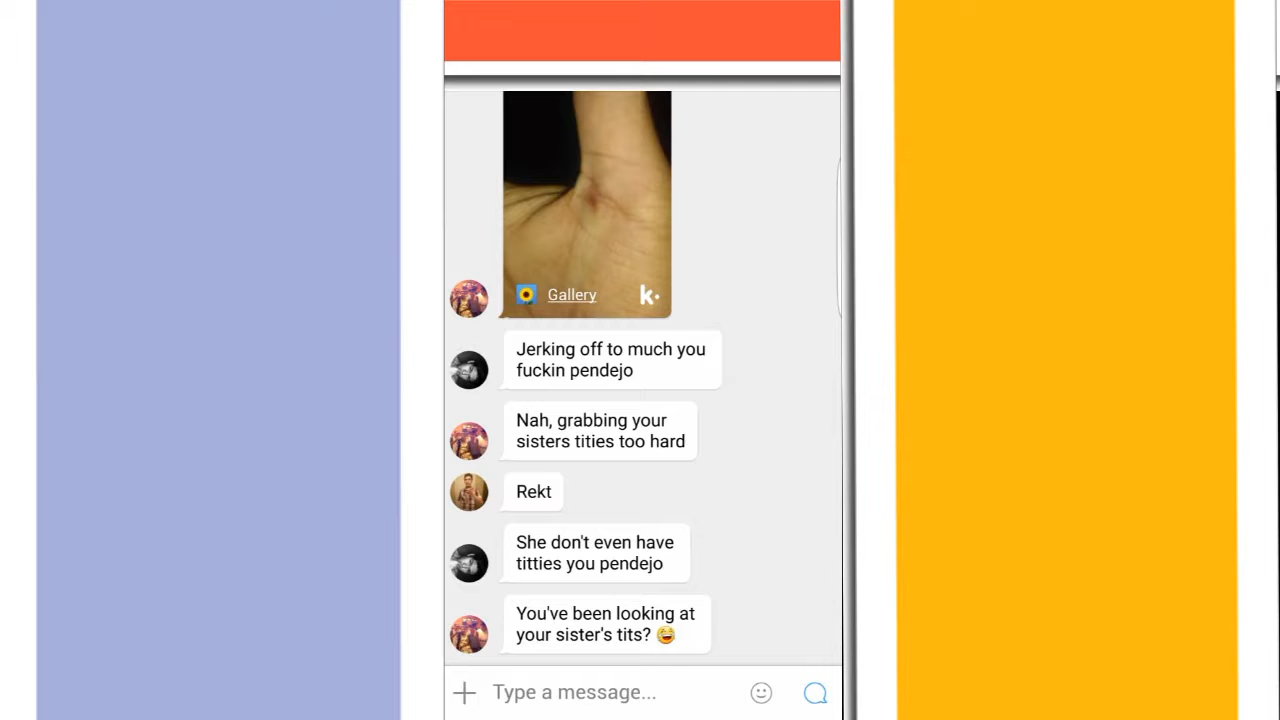 Gallery
k·
Jerking off to much you
fuckin pendejo
Nah, grabbing your
sisters tities too hard
Rekt
She don't even have
titties you pendejo
You've been looking at
your sister's tits? 😅
Type a message...